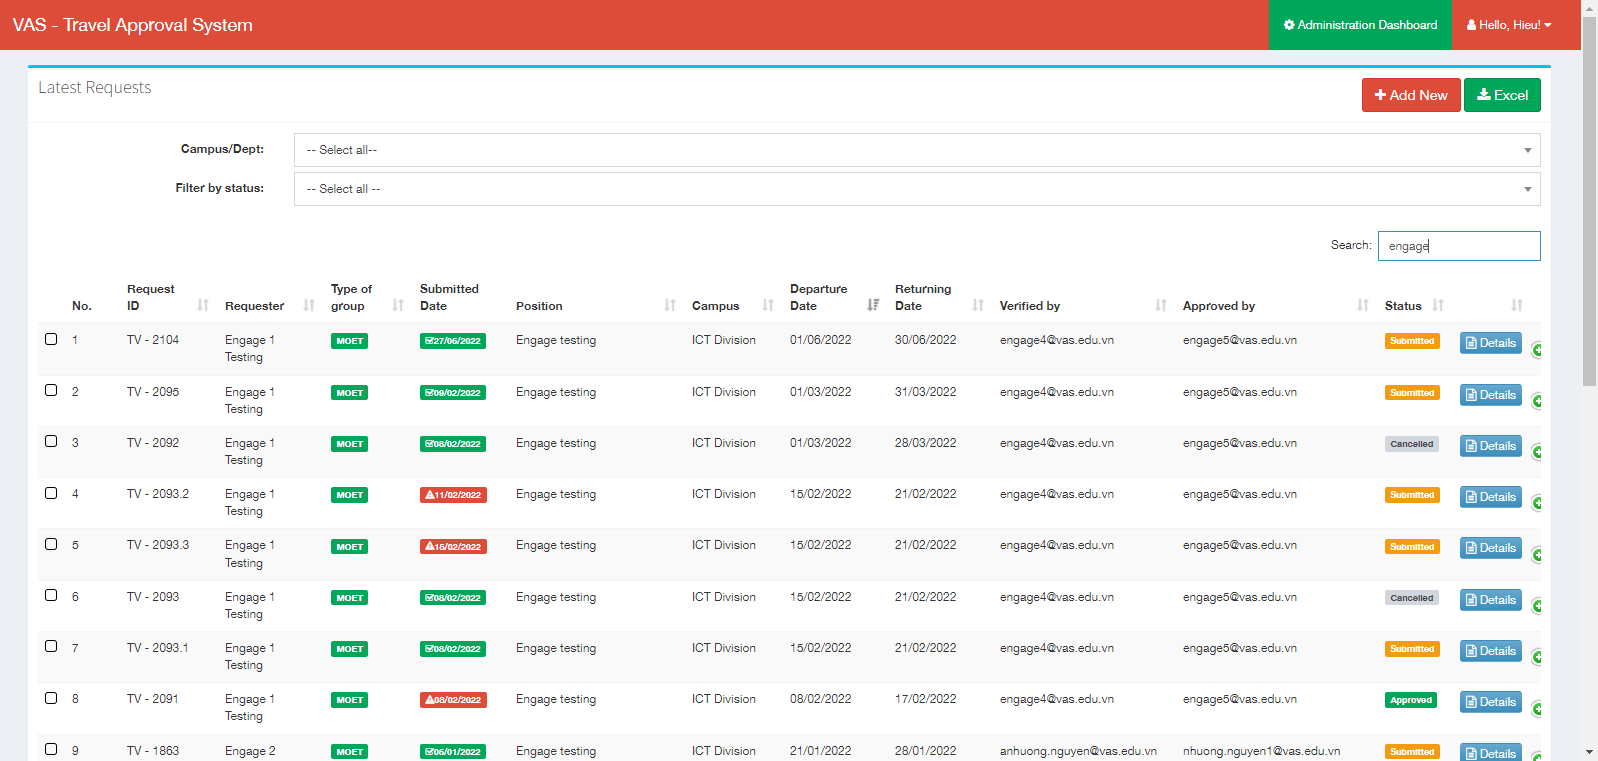 VAS - Travel Approval System
Administration Dashboard
Hello, Hieu!
Latest Requests
Add New
Excel
Campus/Dept:
-- Select all--
Filter by status:
-- Select all --
Search:
engage
No. Request ID Requester Type of group Submitted Date Position Campus Departure Date Returning Date Verified by Approved by Status
1 TV - 2104 Engage 1 Testing MOET 27/05/2022 Engage testing ICT Division 01/06/2022 30/06/2022 engage4@vas.edu.vn engage5@vas.edu.vn Submitted Details
2 TV - 2095 Engage 1 Testing MOET 09/02/2022 Engage testing ICT Division 01/03/2022 31/03/2022 engage4@vas.edu.vn engage5@vas.edu.vn Submitted Details
3 TV - 2092 Engage 1 Testing MOET 08/02/2022 Engage testing ICT Division 01/03/2022 28/03/2022 engage4@vas.edu.vn engage5@vas.edu.vn Cancelled Details
4 TV - 2093.2 Engage 1 Testing MOET 11/02/2022 Engage testing ICT Division 15/02/2022 21/02/2022 engage4@vas.edu.vn engage5@vas.edu.vn Submitted Details
5 TV - 2093.3 Engage 1 Testing MOET 15/02/2022 Engage testing ICT Division 15/02/2022 21/02/2022 engage4@vas.edu.vn engage5@vas.edu.vn Submitted Details
6 TV - 2093 Engage 1 Testing MOET 08/02/2022 Engage testing ICT Division 15/02/2022 21/02/2022 engage4@vas.edu.vn engage5@vas.edu.vn Cancelled Details
7 TV - 2093.1 Engage 1 Testing MOET 08/02/2022 Engage testing ICT Division 15/02/2022 21/02/2022 engage4@vas.edu.vn engage5@vas.edu.vn Submitted Details
8 TV - 2091 Engage 1 Testing MOET 08/02/2022 Engage testing ICT Division 08/02/2022 17/02/2022 engage4@vas.edu.vn engage5@vas.edu.vn Approved Details
9 TV - 1863 Engage 2 MOET 05/01/2022 Engage testing ICT Division 21/01/2022 28/01/2022 anhuong.nguyen@vas.edu.vn nhuong.nguyen1@vas.edu.vn Submitted Details